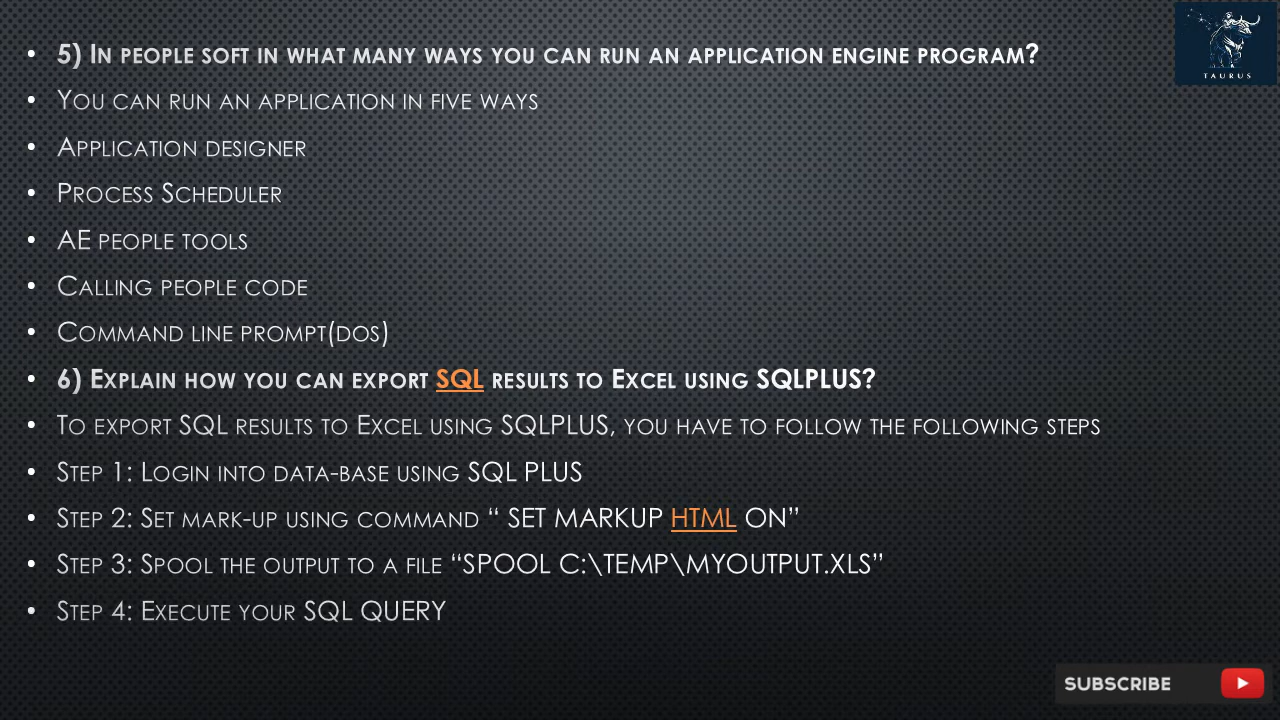 • 5) In people soft in what many ways you can run an application engine program?
• You can run an application in five ways
• Application designer
• Process Scheduler
• AE people tools
• Calling people code
• Command line prompt(dos)
• 6) Explain how you can export SQL results to Excel using SQLPLUS?
• To export SQL results to Excel using SQLPLUS, you have to follow the following steps
• Step 1: Login into data-base using SQL PLUS
• Step 2: Set mark-up using command “ SET MARKUP HTML ON”
• Step 3: Spool the output to a file “SPOOL C:\TEMP\MYOUTPUT.XLS”
• Step 4: Execute your SQL QUERY
TAURUS
SUBSCRIBE